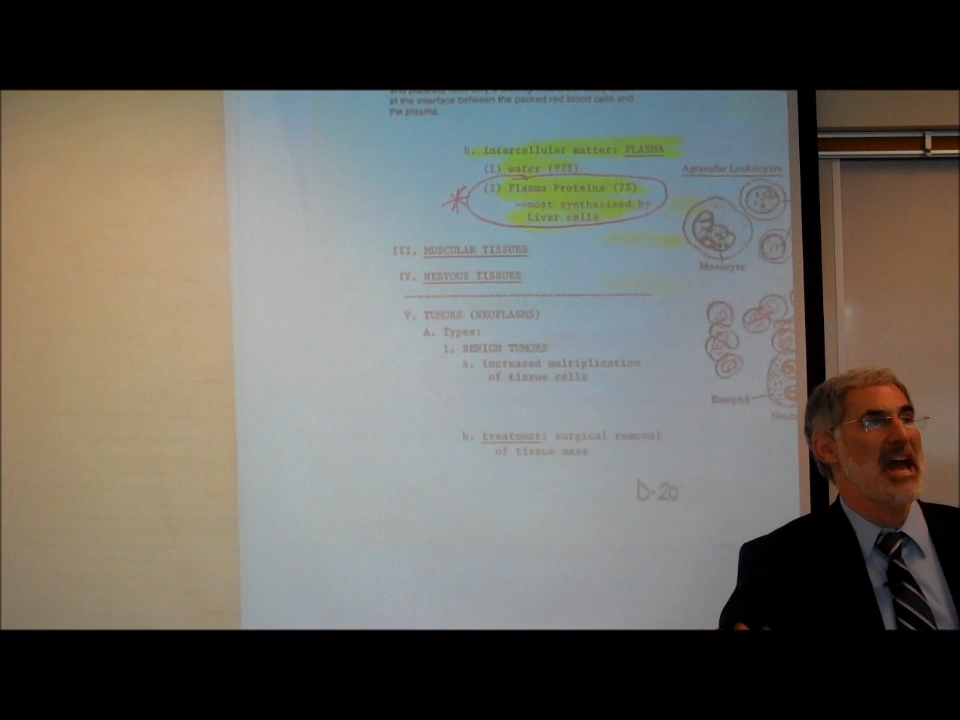 at the interface between the packed red blood cells and
the plasma.
b. intercellular matter: PLASMA
(1) water (93%)
(2) Plasma Proteins (7%)
--most synthesized by
Liver cells
III. MUSCULAR TISSUES
IV. NERVOUS TISSUES
V. TUMORS (NEOPLASMS)
A. Types:
1. BENIGN TUMORS
a. increased multiplication
of tissue cells
b. treatment: surgical removal
of tissue mass
D-20
Agranular Leukocytes
Monocyte
Basophil
Neut